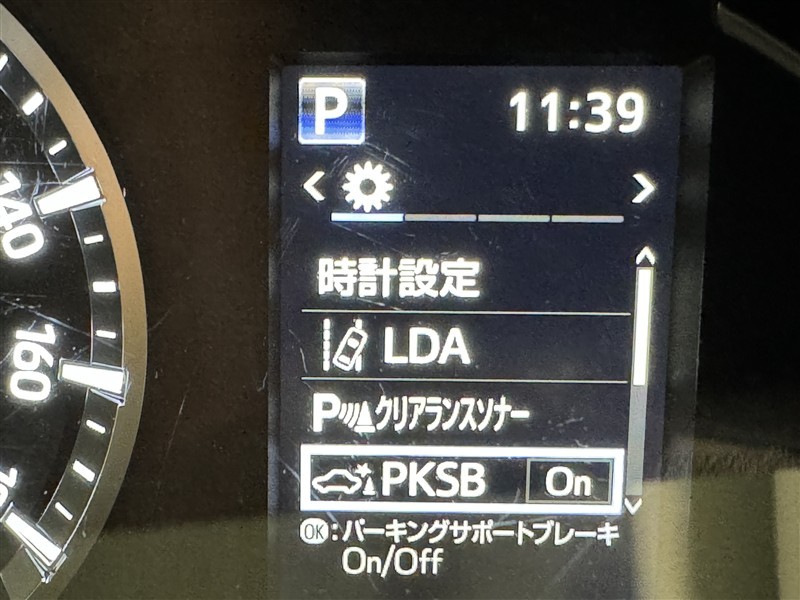 P 11:39
時計設定
LDA
Pクリアランスソナー
PKSB On
OK:パーキングサポートブレーキ
On/Off
140
160